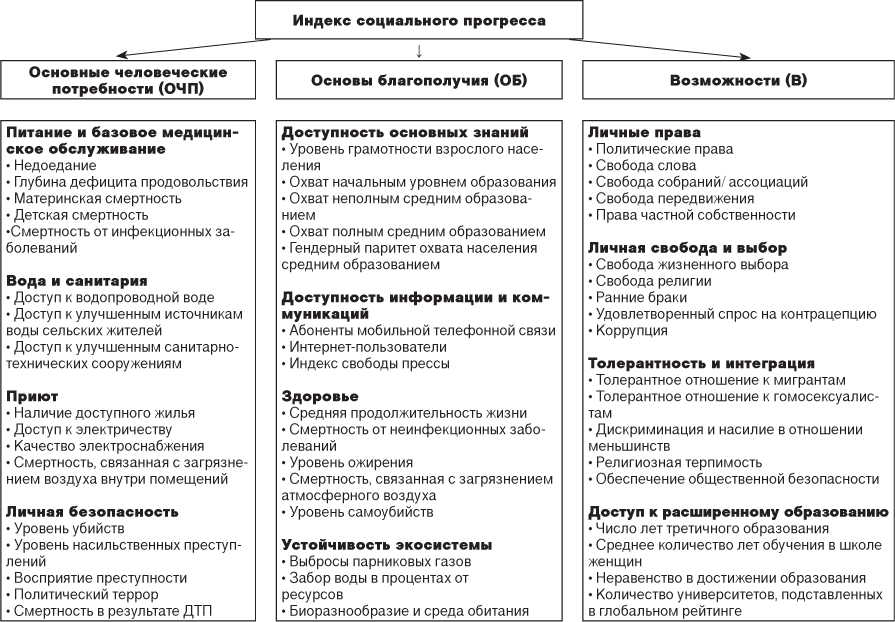 Индекс социального прогресса
Основные человеческие
потребности (ОЧП)
Питание и базовое медицин-
ское обслуживание
• Недоедание
• Глубина дефицита продовольствия
• Материнская смертность
• Детская смертность
•Смертность от инфекционных за-
болеваний
Вода и санитария
• Доступ к водопроводной воде
• Доступ к улучшенным источникам
воды сельских жителей
• Доступ к улучшенным санитарно-
техническим сооружениям
Приют
• Наличие доступного жилья
• Доступ к электричеству
• Качество электроснабжения
• Смертность, связанная с загрязне-
нием воздуха внутри помещений
Личная безопасность
• Уровень убийств
• Уровень насильственных преступ-
лений
• Восприятие преступности
• Политический террор
• Смертность в результате ДТП
Основы благополучия (ОБ)
Доступность основных знаний
• Уровень грамотности взрослого насе-
ления
• Охват начальным уровнем образования
• Охват неполным средним образова-
нием
• Охват полным средним образованием
• Гендерный паритет охвата населения
средним образованием
Доступность информации и ком-
муникаций
• Абоненты мобильной телефонной связи
• Интернет-пользователи
• Индекс свободы прессы
Здоровье
• Средняя продолжительность жизни
• Смертность от неинфекционных забо-
леваний
• Уровень ожирения
• Смертность, связанная с загрязнением
атмосферного воздуха
• Уровень самоубийств
Устойчивость экосистемы
• Выбросы парниковых газов
• Забор воды в процентах от
ресурсов
• Биоразнообразие и среда обитания
Возможности (В)
Личные права
• Политические права
• Свобода слова
• Свобода собраний/ ассоциаций
• Свобода передвижения
• Права частной собственности
Личная свобода и выбор
• Свобода жизненного выбора
• Свобода религии
• Ранние браки
• Удовлетворенный спрос на контрацепцию
• Коррупция
Толерантность и интеграция
• Толерантное отношение к мигрантам
• Толерантное отношение к гомосексуалис-
там
• Дискриминация и насилие в отношении
меньшинств
• Религиозная терпимость
• Обеспечение общественной безопасности
Доступ к расширенному образованию
• Число лет третичного образования
• Среднее количество лет обучения в школе
женщин
• Неравенство в достижении образования
• Количество университетов, подставленных
в глобальном рейтинге